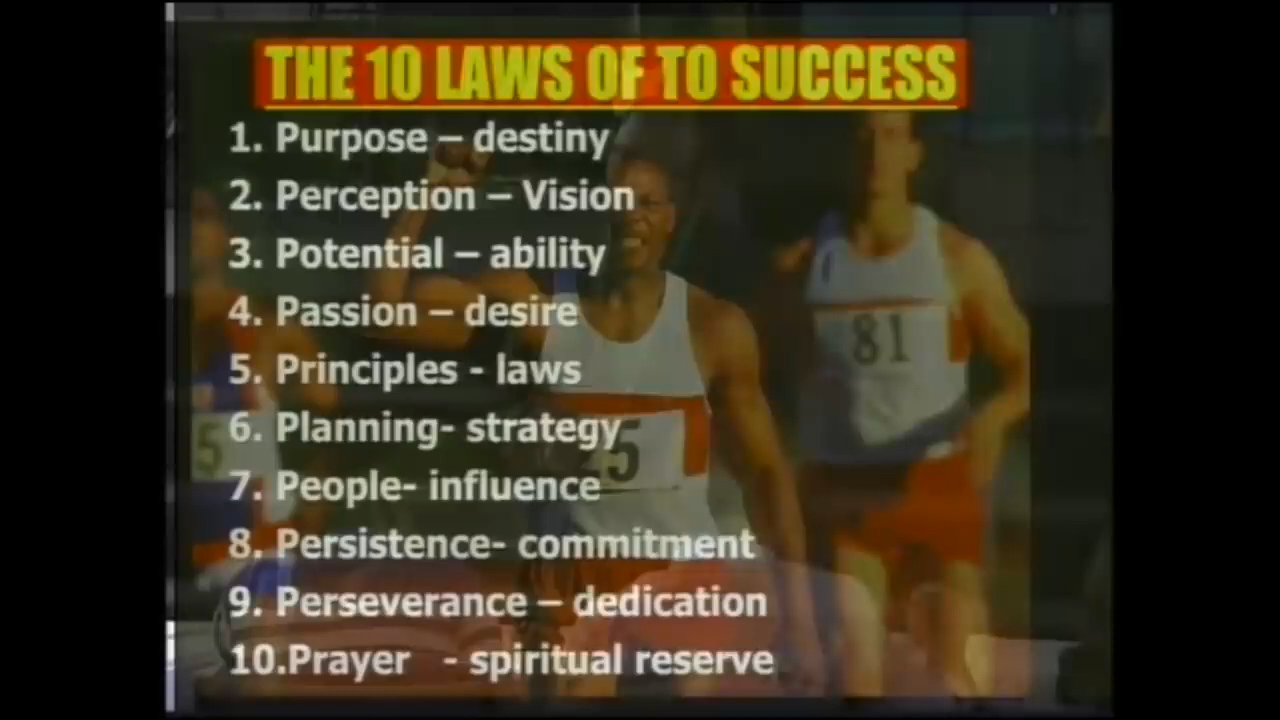 THE 10 LAWS OF TO SUCCESS
1. Purpose – destiny
2. Perception – Vision
3. Potential – ability
4. Passion – desire
5. Principles - laws
6. Planning- strategy
7. People- influence
8. Persistence- commitment
9. Perseverance – dedication
10.Prayer - spiritual reserve
81
5